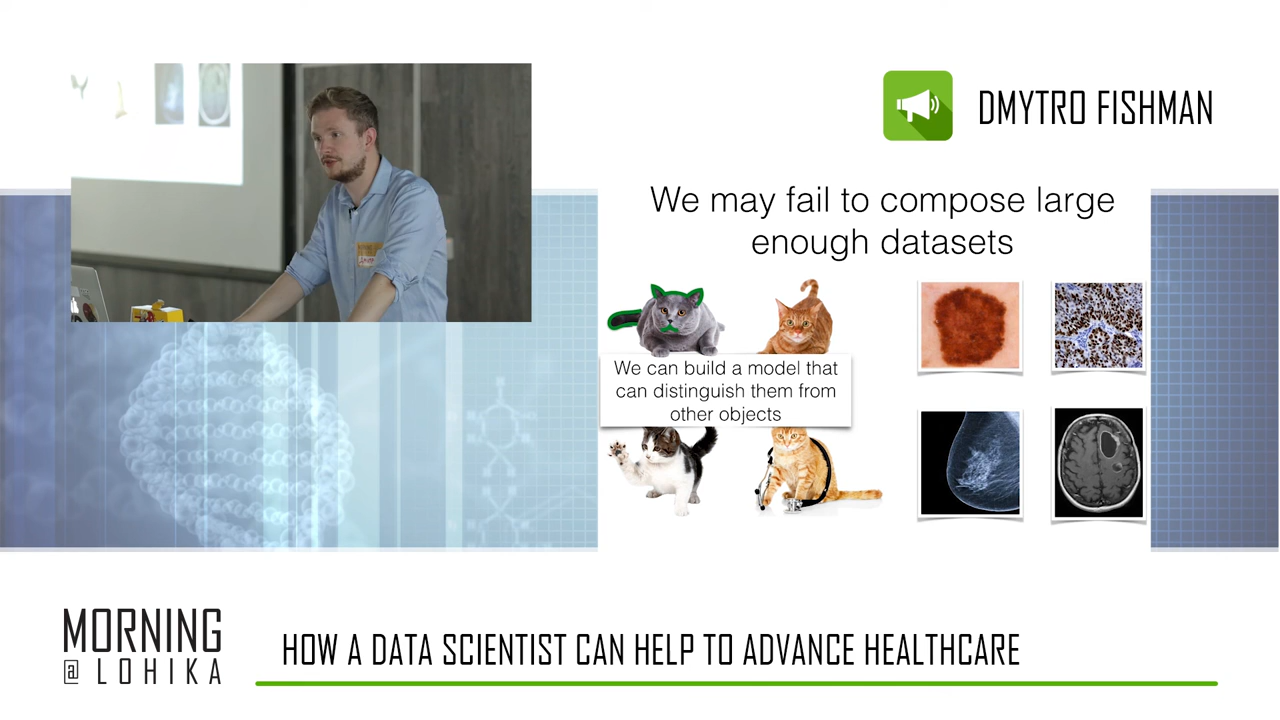 DMYTRO FISHMAN
We may fail to compose large
enough datasets
We can build a model that
can distinguish them from
other objects
MORNING
@LOHIKA
HOW A DATA SCIENTIST CAN HELP TO ADVANCE HEALTHCARE